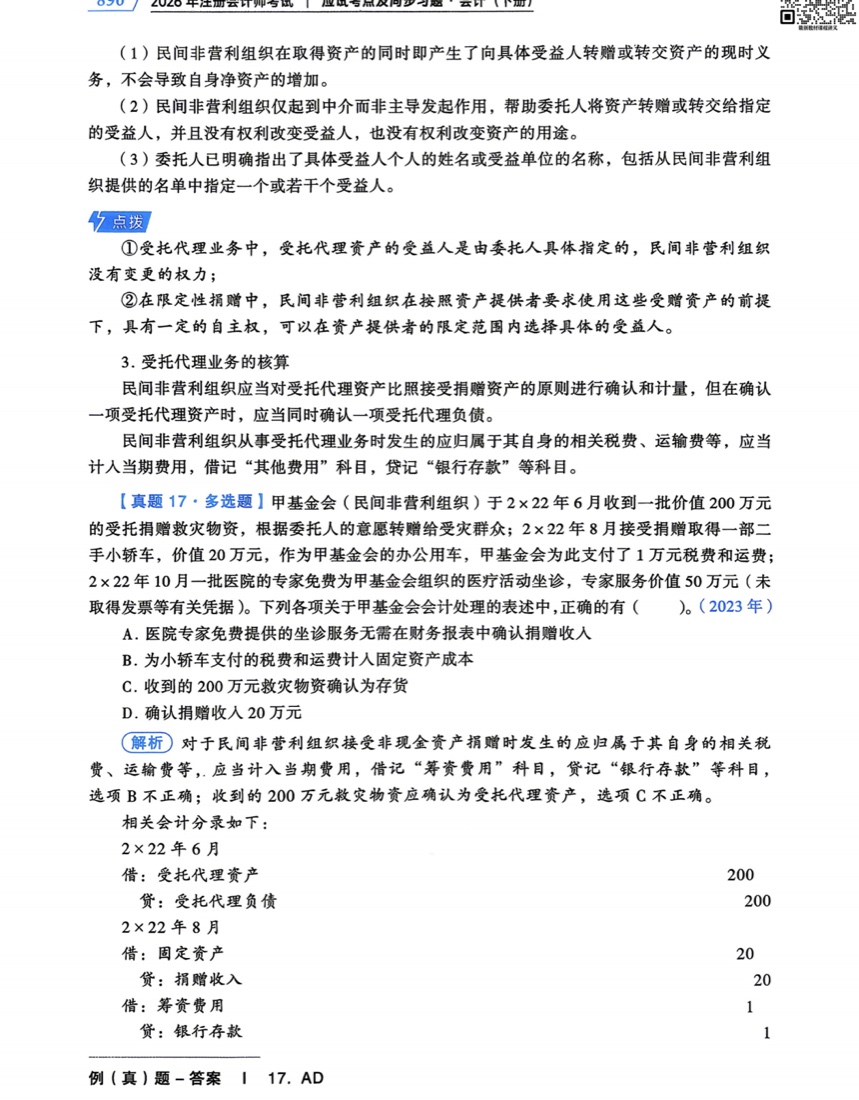 896 2026年注册会计师考试 | 应试考点及同步习题·会计（下册）
（1）民间非营利组织在取得资产的同时即产生了向具体受益人转赠或转交资产的现时义
务，不会导致自身净资产的增加。
（2）民间非营利组织仅起到中介而非主导发起作用，帮助委托人将资产转赠或转交给指定
的受益人，并且没有权利改变受益人，也没有权利改变资产的用途。
（3）委托人已明确指出了具体受益人个人的姓名或受益单位的名称，包括从民间非营利组
织提供的名单中指定一个或若干个受益人。
点拨
①受托代理业务中，受托代理资产的受益人是由委托人具体指定的，民间非营利组织
没有变更的权力；
②在限定性捐赠中，民间非营利组织在按照资产提供者要求使用这些受赠资产的前提
下，具有一定的自主权，可以在资产提供者的限定范围内选择具体的受益人。
3. 受托代理业务的核算
民间非营利组织应当对受托代理资产比照接受捐赠资产的原则进行确认和计量，但在确认
一项受托代理资产时，应当同时确认一项受托代理负债。
民间非营利组织从事受托代理业务时发生的应归属于其自身的相关税费、运输费等，应当
计入当期费用，借记“其他费用”科目，贷记“银行存款”等科目。
【真题17·多选题】甲基金会（民间非营利组织）于2×22年6月收到一批价值200万元
的受托捐赠救灾物资，根据委托人的意愿转赠给受灾群众；2×22年8月接受捐赠取得一部二
手小轿车，价值20万元，作为甲基金会的办公用车，甲基金会为此支付了1万元税费和运费；
2×22年10月一批医院的专家免费为甲基金会组织的医疗活动坐诊，专家服务价值50万元（未
取得发票等有关凭据）。下列各项关于甲基金会会计处理的表述中，正确的有（　　）。（2023年）
A. 医院专家免费提供的坐诊服务无需在财务报表中确认捐赠收入
B. 为小轿车支付的税费和运费计入固定资产成本
C. 收到的200万元救灾物资确认为存货
D. 确认捐赠收入20万元
解析 对于民间非营利组织接受非现金资产捐赠时发生的应归属于其自身的相关税
费、运输费等，应当计入当期费用，借记“筹资费用”科目，贷记“银行存款”等科目，
选项B不正确；收到的200万元救灾物资应确认为受托代理资产，选项C不正确。
相关会计分录如下：
2×22年6月
借：受托代理资产 200
贷：受托代理负债 200
2×22年8月
借：固定资产 20
贷：捐赠收入 20
借：筹资费用 1
贷：银行存款 1
例（真）题－答案 | 17. AD